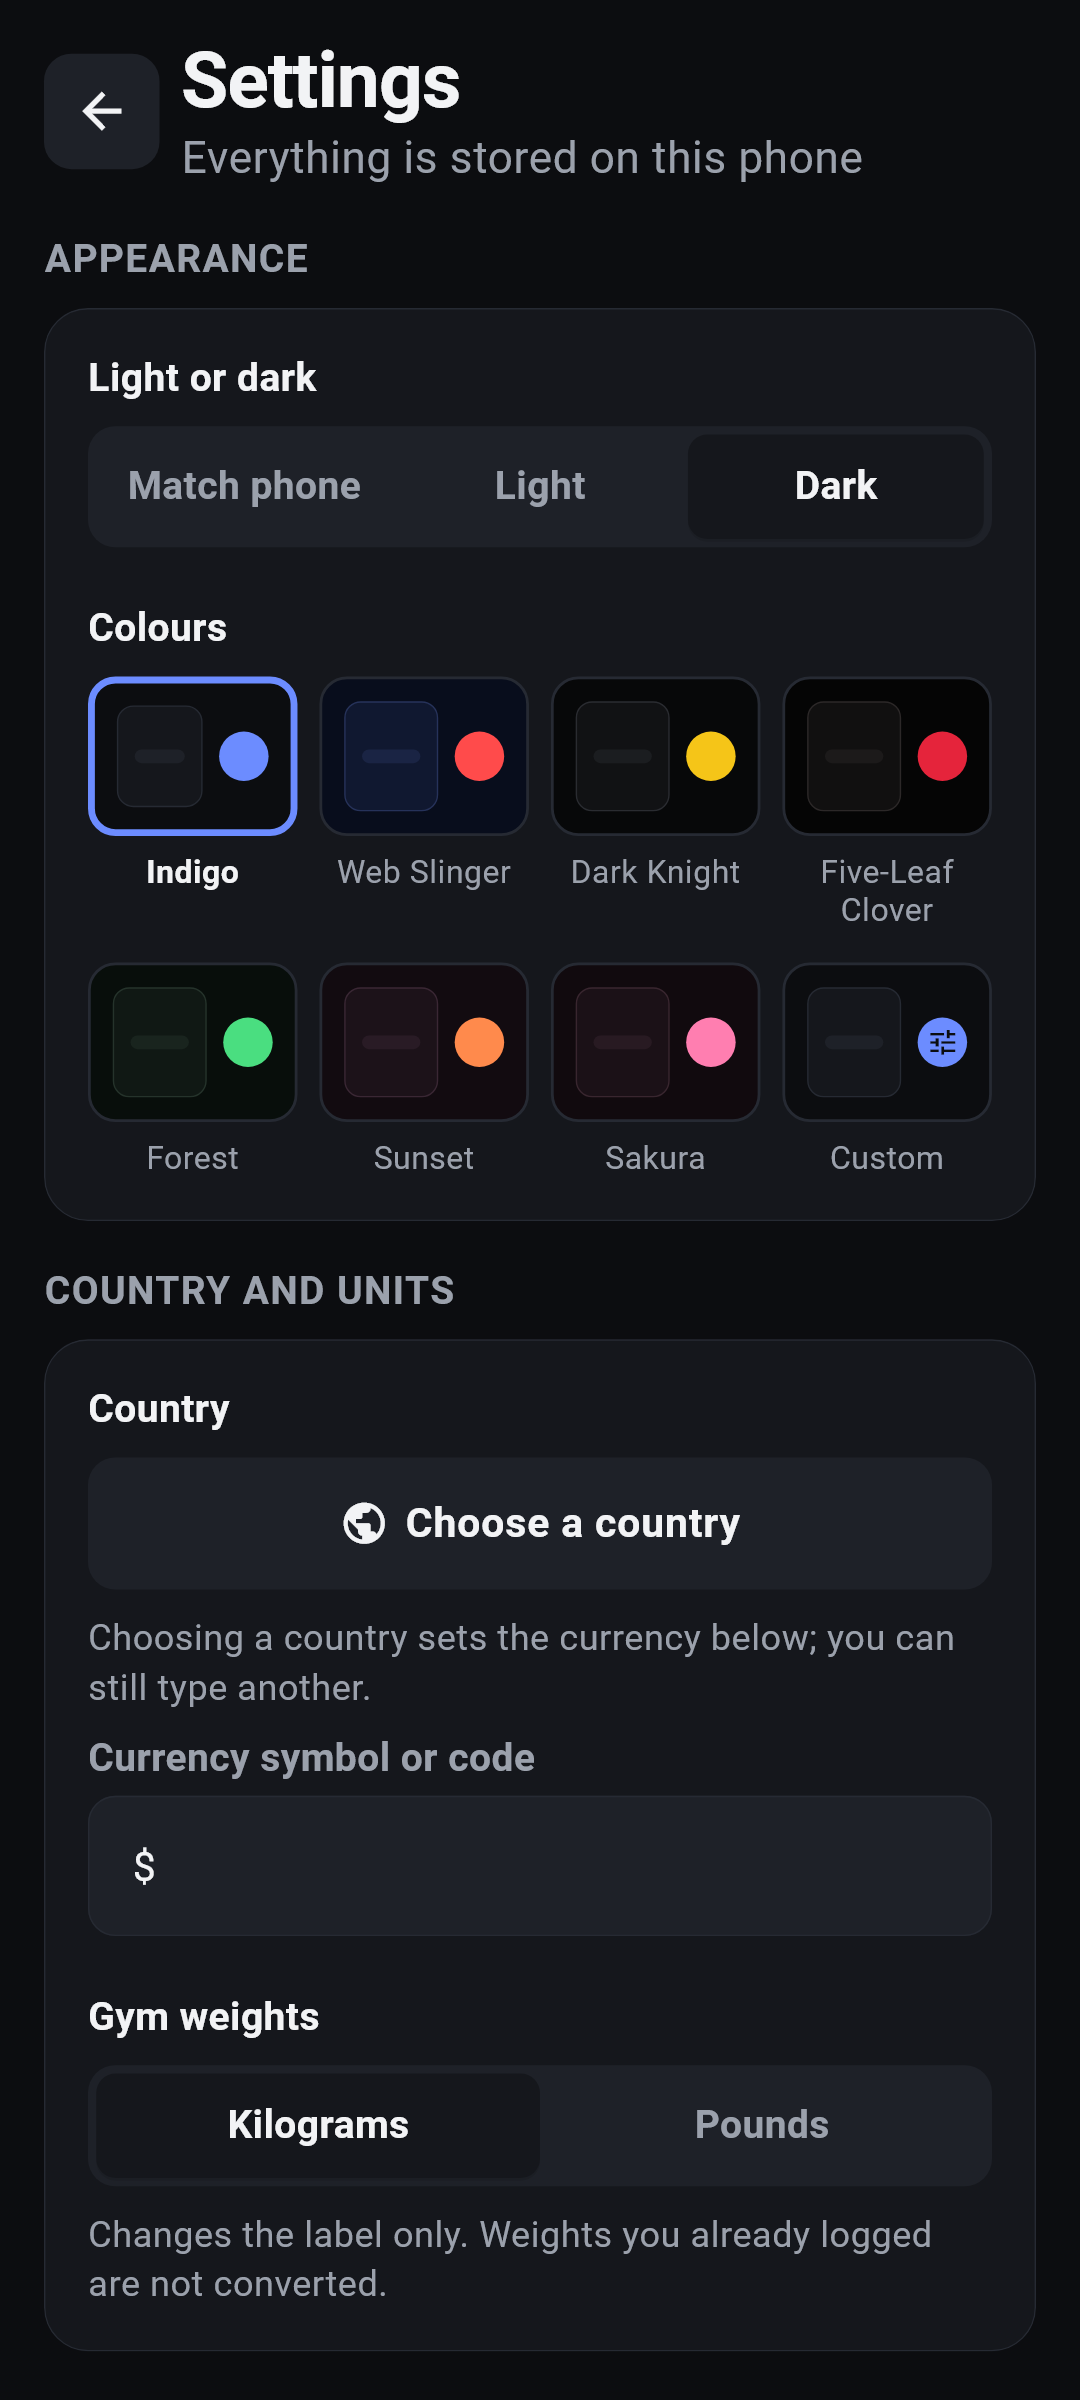 Settings
Everything is stored on this phone
APPEARANCE
Light or dark
Match phone
Light
Dark
Colours
Indigo
Web Slinger
Dark Knight
Five-Leaf
Clover
Forest
Sunset
Sakura
Custom
COUNTRY AND UNITS
Country
Choose a country
Choosing a country sets the currency below; you can
still type another.
Currency symbol or code
$
Gym weights
Kilograms
Pounds
Changes the label only. Weights you already logged
are not converted.